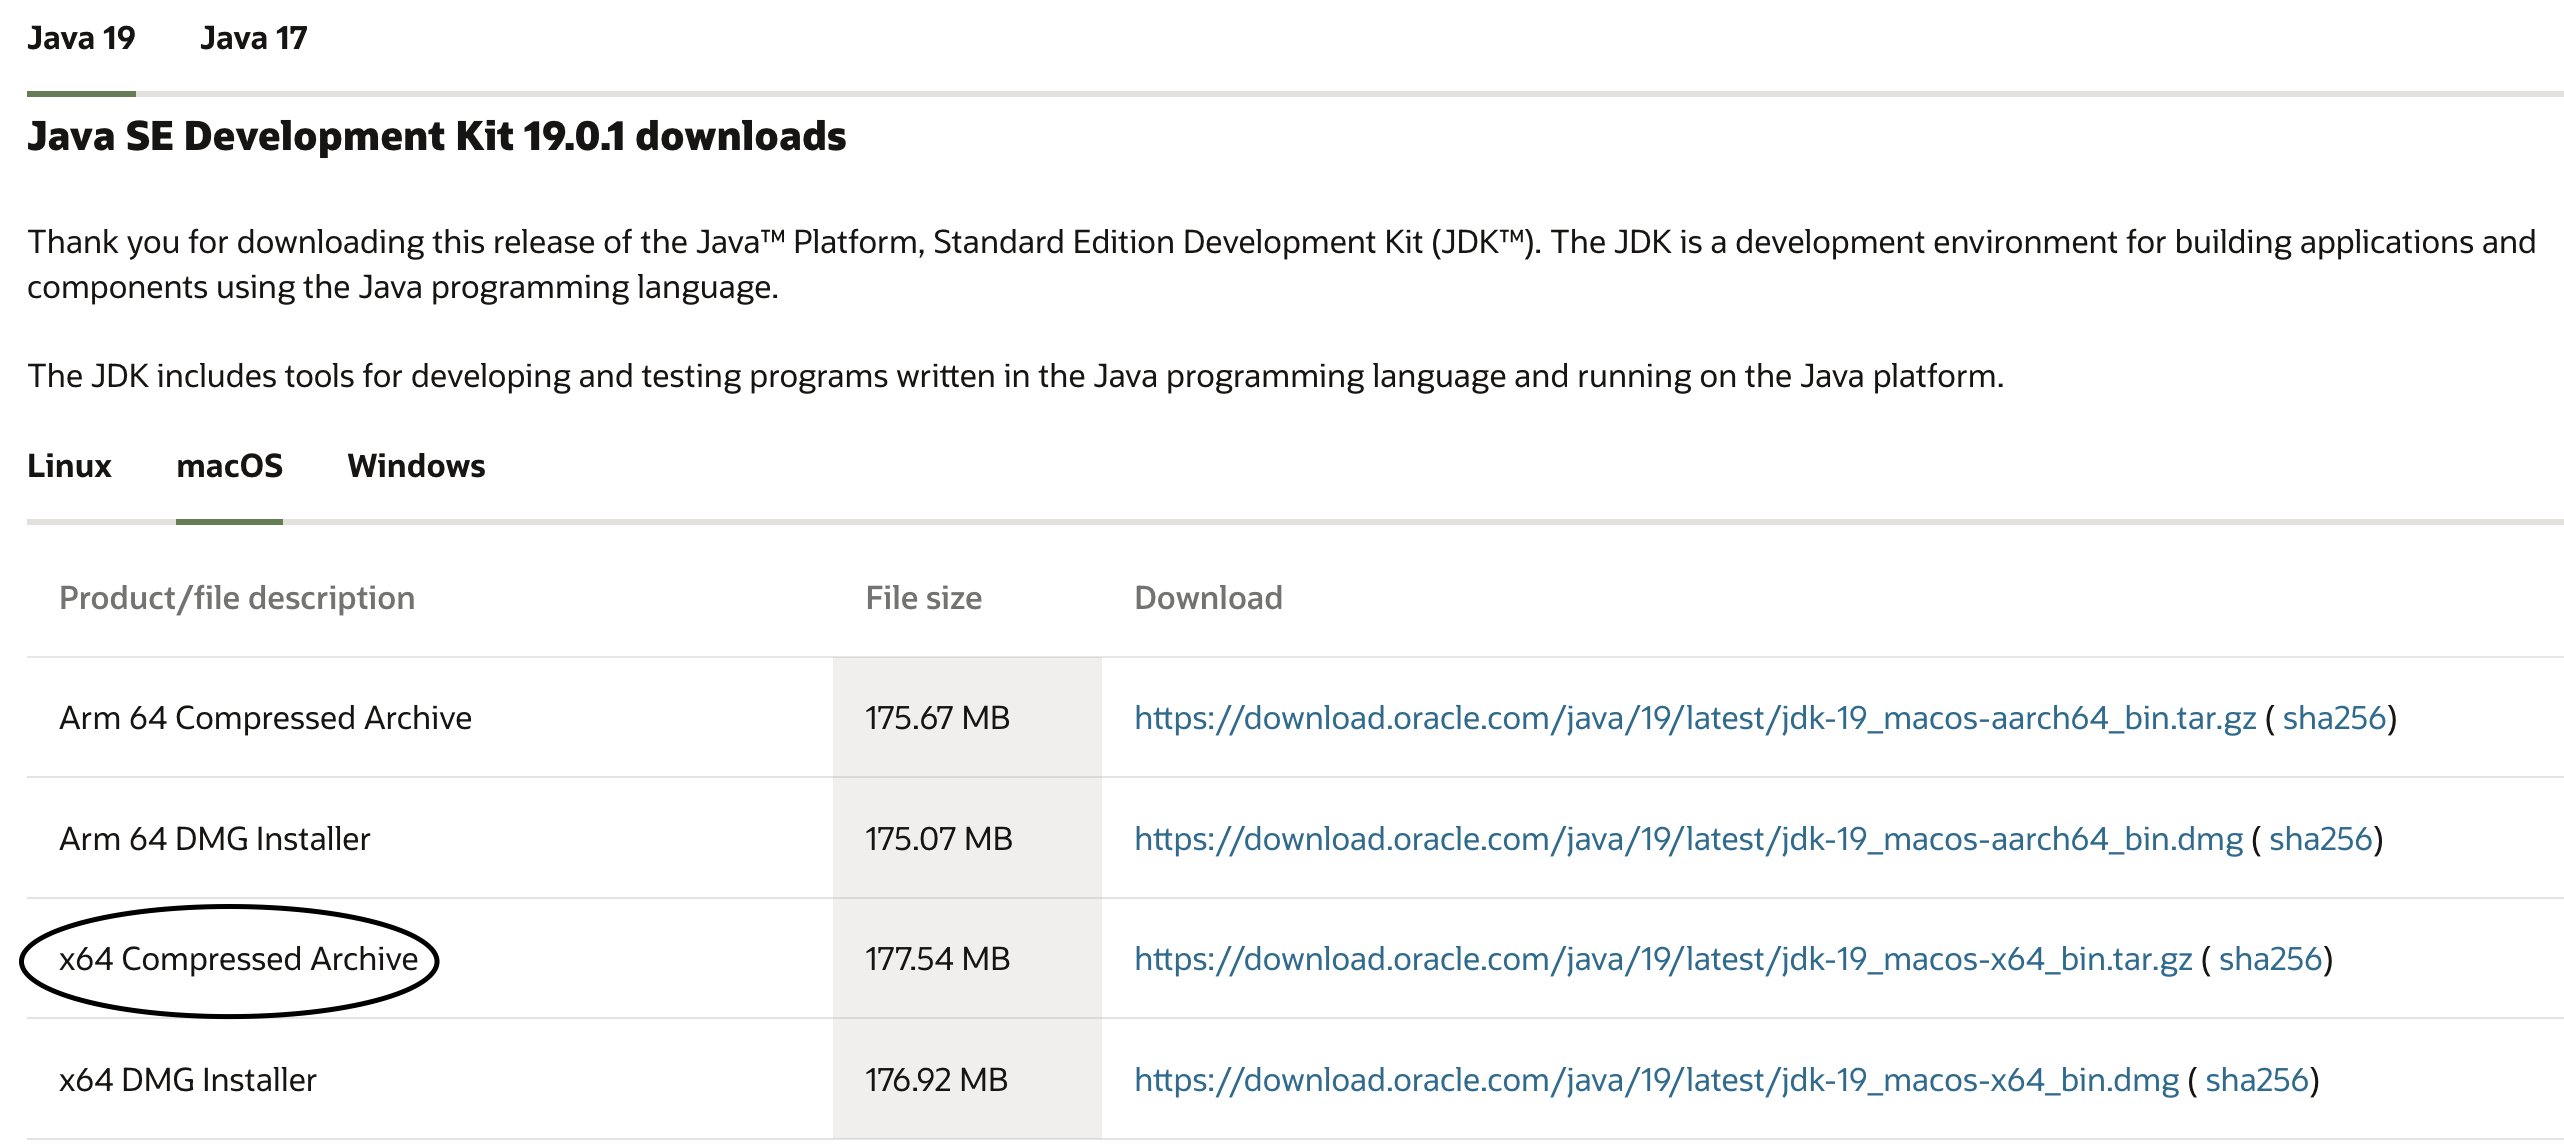 Java 19 Java 17
Java SE Development Kit 19.0.1 downloads
Thank you for downloading this release of the Java™ Platform, Standard Edition Development Kit (JDK™). The JDK is a development environment for building applications and
components using the Java programming language.
The JDK includes tools for developing and testing programs written in the Java programming language and running on the Java platform.
Linux macOS Windows
Product/file description File size Download
Arm 64 Compressed Archive 175.67 MB https://download.oracle.com/java/19/latest/jdk-19_macos-aarch64_bin.tar.gz ( sha256)
Arm 64 DMG Installer 175.07 MB https://download.oracle.com/java/19/latest/jdk-19_macos-aarch64_bin.dmg ( sha256)
x64 Compressed Archive 177.54 MB https://download.oracle.com/java/19/latest/jdk-19_macos-x64_bin.tar.gz ( sha256)
x64 DMG Installer 176.92 MB https://download.oracle.com/java/19/latest/jdk-19_macos-x64_bin.dmg ( sha256)